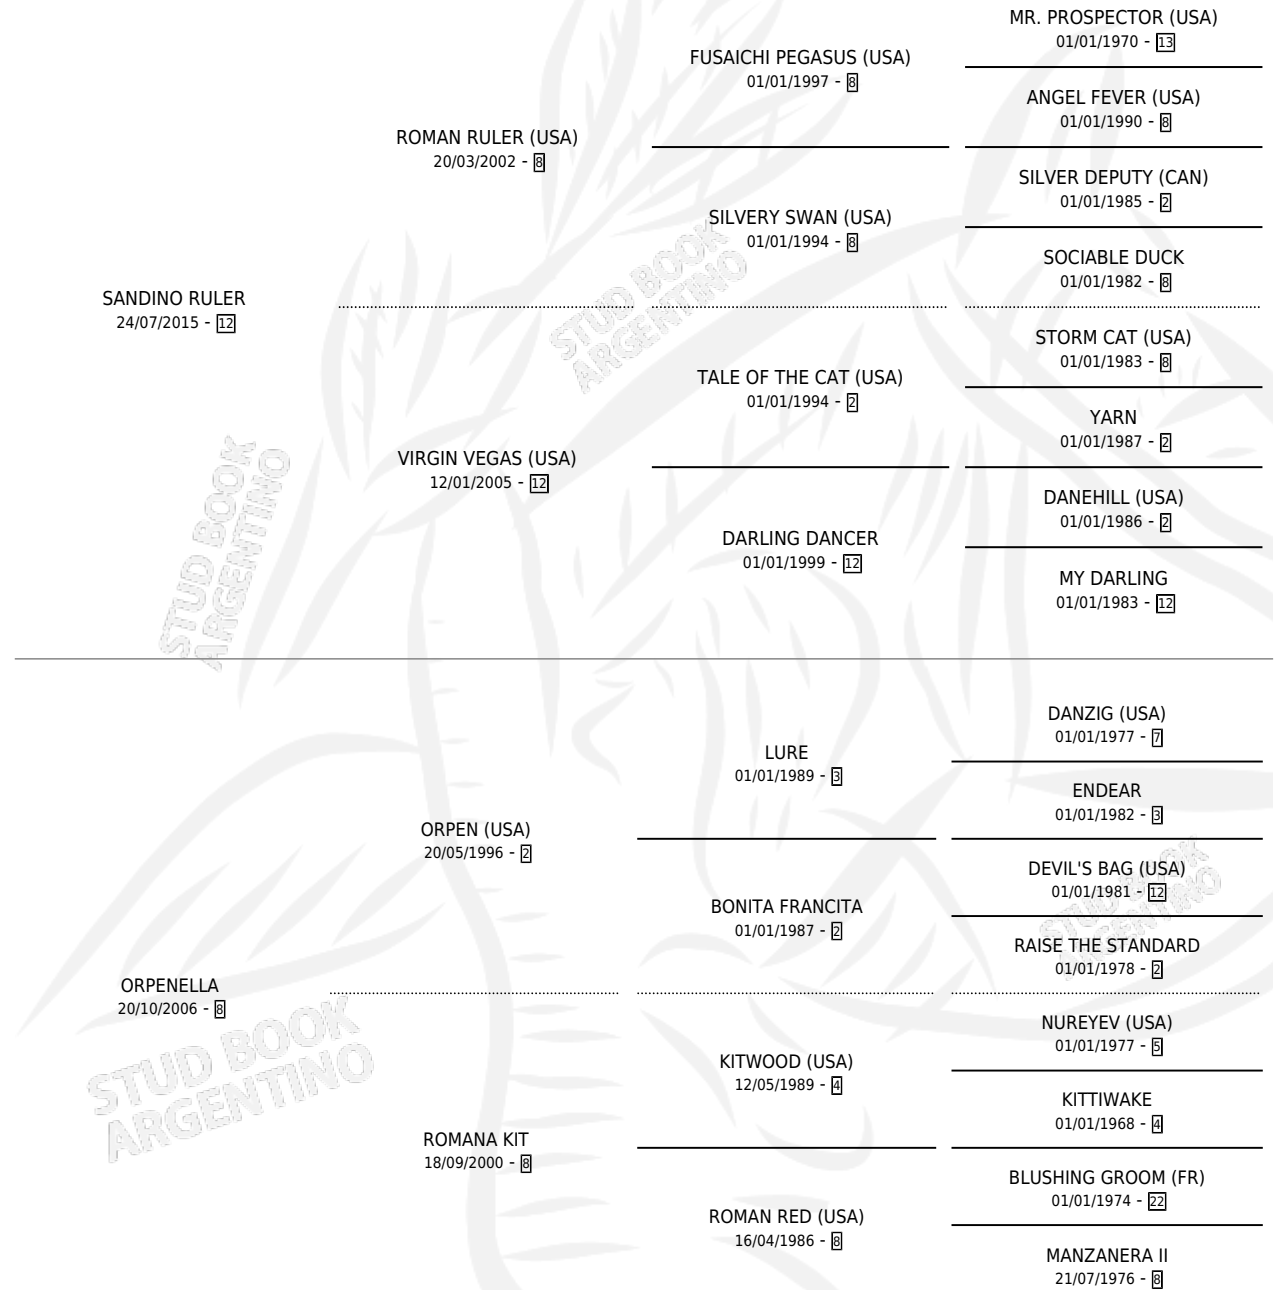 MR. PROSPECTOR (USA)
01/01/1970 - 13
FUSAICHI PEGASUS (USA)
01/01/1997 - 8
ANGEL FEVER (USA)
01/01/1990 - 8
ROMAN RULER (USA)
20/03/2002 - 8
SILVER DEPUTY (CAN)
01/01/1985 - 2
SILVERY SWAN (USA)
01/01/1994 - 8
SOCIABLE DUCK
01/01/1982 - 8
SANDINO RULER
24/07/2015 - 12
STORM CAT (USA)
01/01/1983 - 8
TALE OF THE CAT (USA)
01/01/1994 - 2
YARN
01/01/1987 - 2
VIRGIN VEGAS (USA)
12/01/2005 - 12
DANEHILL (USA)
01/01/1986 - 2
DARLING DANCER
01/01/1999 - 12
MY DARLING
01/01/1983 - 12
DANZIG (USA)
01/01/1977 - 7
LURE
01/01/1989 - 3
ENDEAR
01/01/1982 - 3
ORPEN (USA)
20/05/1996 - 2
DEVIL'S BAG (USA)
01/01/1981 - 12
BONITA FRANCITA
01/01/1987 - 2
RAISE THE STANDARD
01/01/1978 - 2
ORPENELLA
20/10/2006 - 8
NUREYEV (USA)
01/01/1977 - 5
KITWOOD (USA)
12/05/1989 - 4
KITTIWAKE
01/01/1968 - 4
ROMANA KIT
18/09/2000 - 8
BLUSHING GROOM (FR)
01/01/1974 - 22
ROMAN RED (USA)
16/04/1986 - 8
MANZANERA II
21/07/1976 - 8
STUD BOOK
ARGENTINO
STUD BOOK
ARGENTINO
STUD BOOK
ARGENTINO
STUD BOOK
ARGENTINO